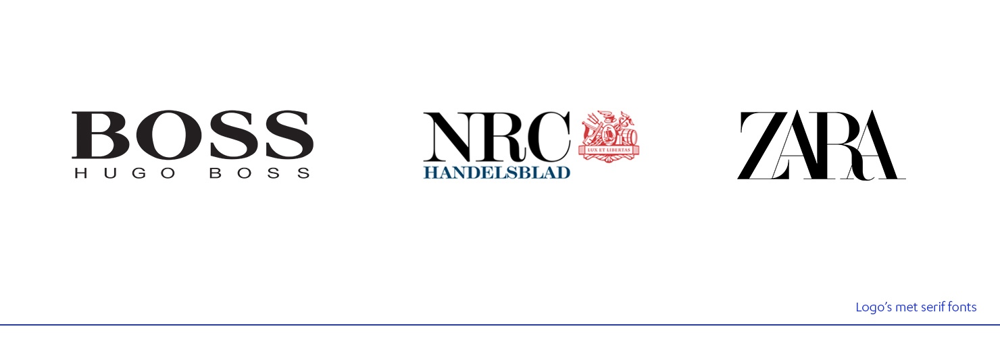 BOSS
HUGO BOSS
NRC
HANDELSBLAD
LUX ET LIBERTAS
ZARA
Logo's met serif fonts